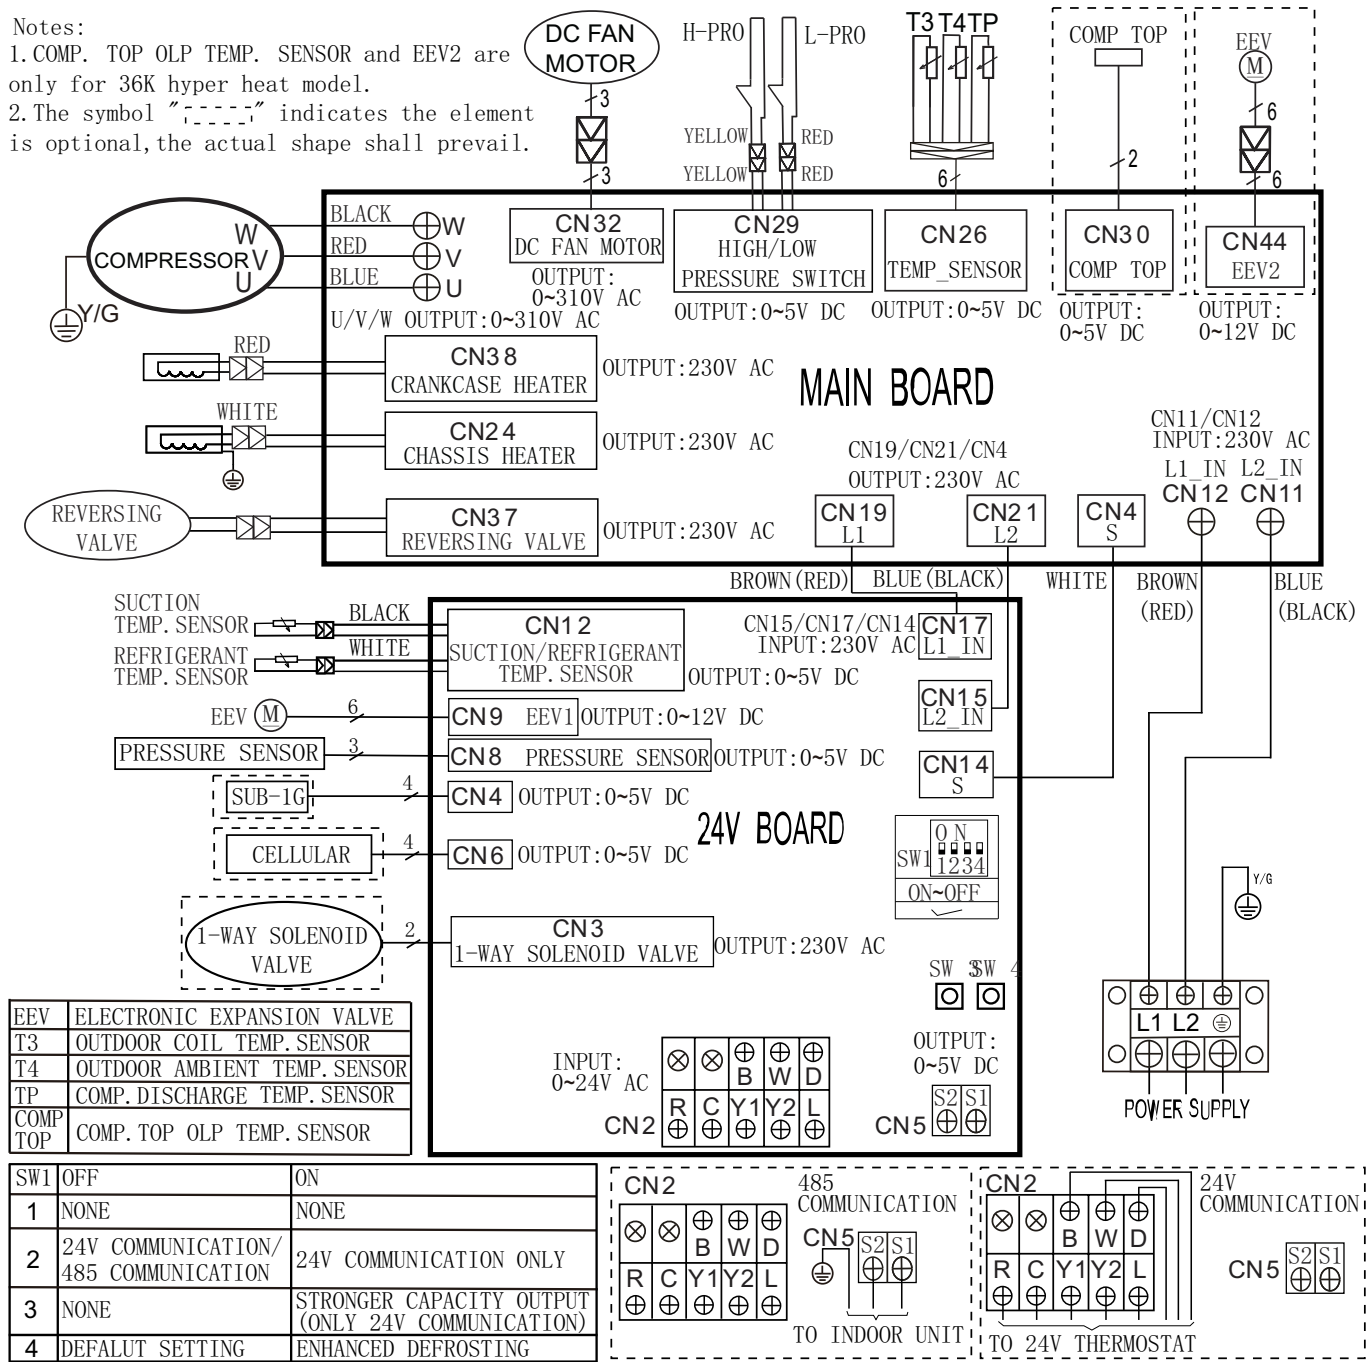 Notes:
1.COMP. TOP OLP TEMP. SENSOR and EEV2 are
only for 36K hyper heat model.
2.The symbol "      " indicates the element
is optional,the actual shape shall prevail.
DC FAN
MOTOR
3
3
H-PRO
L-PRO
YELLOW
RED
YELLOW
RED
T3 T4 TP
6
COMP TOP
2
EEV
M
6
6
COMPRESSOR
W
V
U
Y/G
BLACK
RED
BLUE
W
V
U
U/V/W OUTPUT:0~310V AC
CN32
DC FAN MOTOR
OUTPUT:
0~310V AC
CN29
HIGH/LOW
PRESSURE SWITCH
OUTPUT:0~5V DC
CN26
TEMP_SENSOR
OUTPUT:0~5V DC
CN30
COMP TOP
OUTPUT:
0~5V DC
CN44
EEV2
OUTPUT:
0~12V DC
RED
CN38
CRANKCASE HEATER
OUTPUT:230V AC
WHITE
CN24
CHASSIS HEATER
OUTPUT:230V AC
REVERSING
VALVE
CN37
REVERSING VALVE
OUTPUT:230V AC
MAIN BOARD
CN19/CN21/CN4
OUTPUT:230V AC
CN19
L1
CN21
L2
CN4
S
CN11/CN12
INPUT:230V AC
L1_IN L2_IN
CN12 CN11
BROWN(RED)
BLUE(BLACK)
WHITE
BROWN
(RED)
BLUE
(BLACK)
SUCTION
TEMP.SENSOR
BLACK
REFRIGERANT
TEMP.SENSOR
WHITE
CN12
SUCTION/REFRIGERANT
TEMP.SENSOR
OUTPUT:0~5V DC
CN15/CN17/CN14
INPUT:230V AC
CN17
L1_IN
CN15
L2_IN
CN14
S
EEV M
6
CN9 EEV1 OUTPUT:0~12V DC
PRESSURE SENSOR
3
CN8 PRESSURE SENSOR OUTPUT:0~5V DC
SUB-1G
4
CN4 OUTPUT:0~5V DC
CELLULAR
4
CN6 OUTPUT:0~5V DC
24V BOARD
SW1
ON
1234
ON~OFF
1-WAY SOLENOID
VALVE
2
CN3
1-WAY SOLENOID VALVE
OUTPUT:230V AC
SW 3 SW 4
OUTPUT:
0~5V DC
INPUT:
0~24V AC
B W D
R C Y1 Y2 L
CN2
CN5
S2 S1
Y/G
L1 L2
POWER SUPPLY
EEV ELECTRONIC EXPANSION VALVE
T3 OUTDOOR COIL TEMP.SENSOR
T4 OUTDOOR AMBIENT TEMP.SENSOR
TP COMP.DISCHARGE TEMP.SENSOR
COMP
TOP COMP.TOP OLP TEMP.SENSOR
SW1 OFF ON
1 NONE NONE
2 24V COMMUNICATION/
485 COMMUNICATION 24V COMMUNICATION ONLY
3 NONE STRONGER CAPACITY OUTPUT
(ONLY 24V COMMUNICATION)
4 DEFALUT SETTING ENHANCED DEFROSTING
CN2
B W D
R C Y1 Y2 L
485
COMMUNICATION
CN5
S2 S1
TO INDOOR UNIT
CN2
B W D
R C Y1 Y2 L
24V
COMMUNICATION
CN5
S2 S1
TO 24V THERMOSTAT